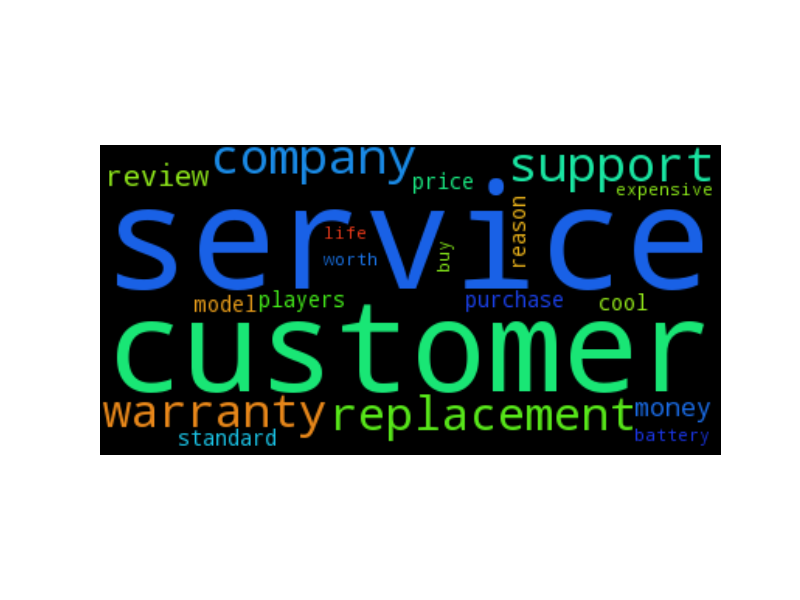 company
support
review
price
expensive
service
reason
life
buy
worth
model
players
purchase
cool
customer
warranty
replacement
money
standard
battery